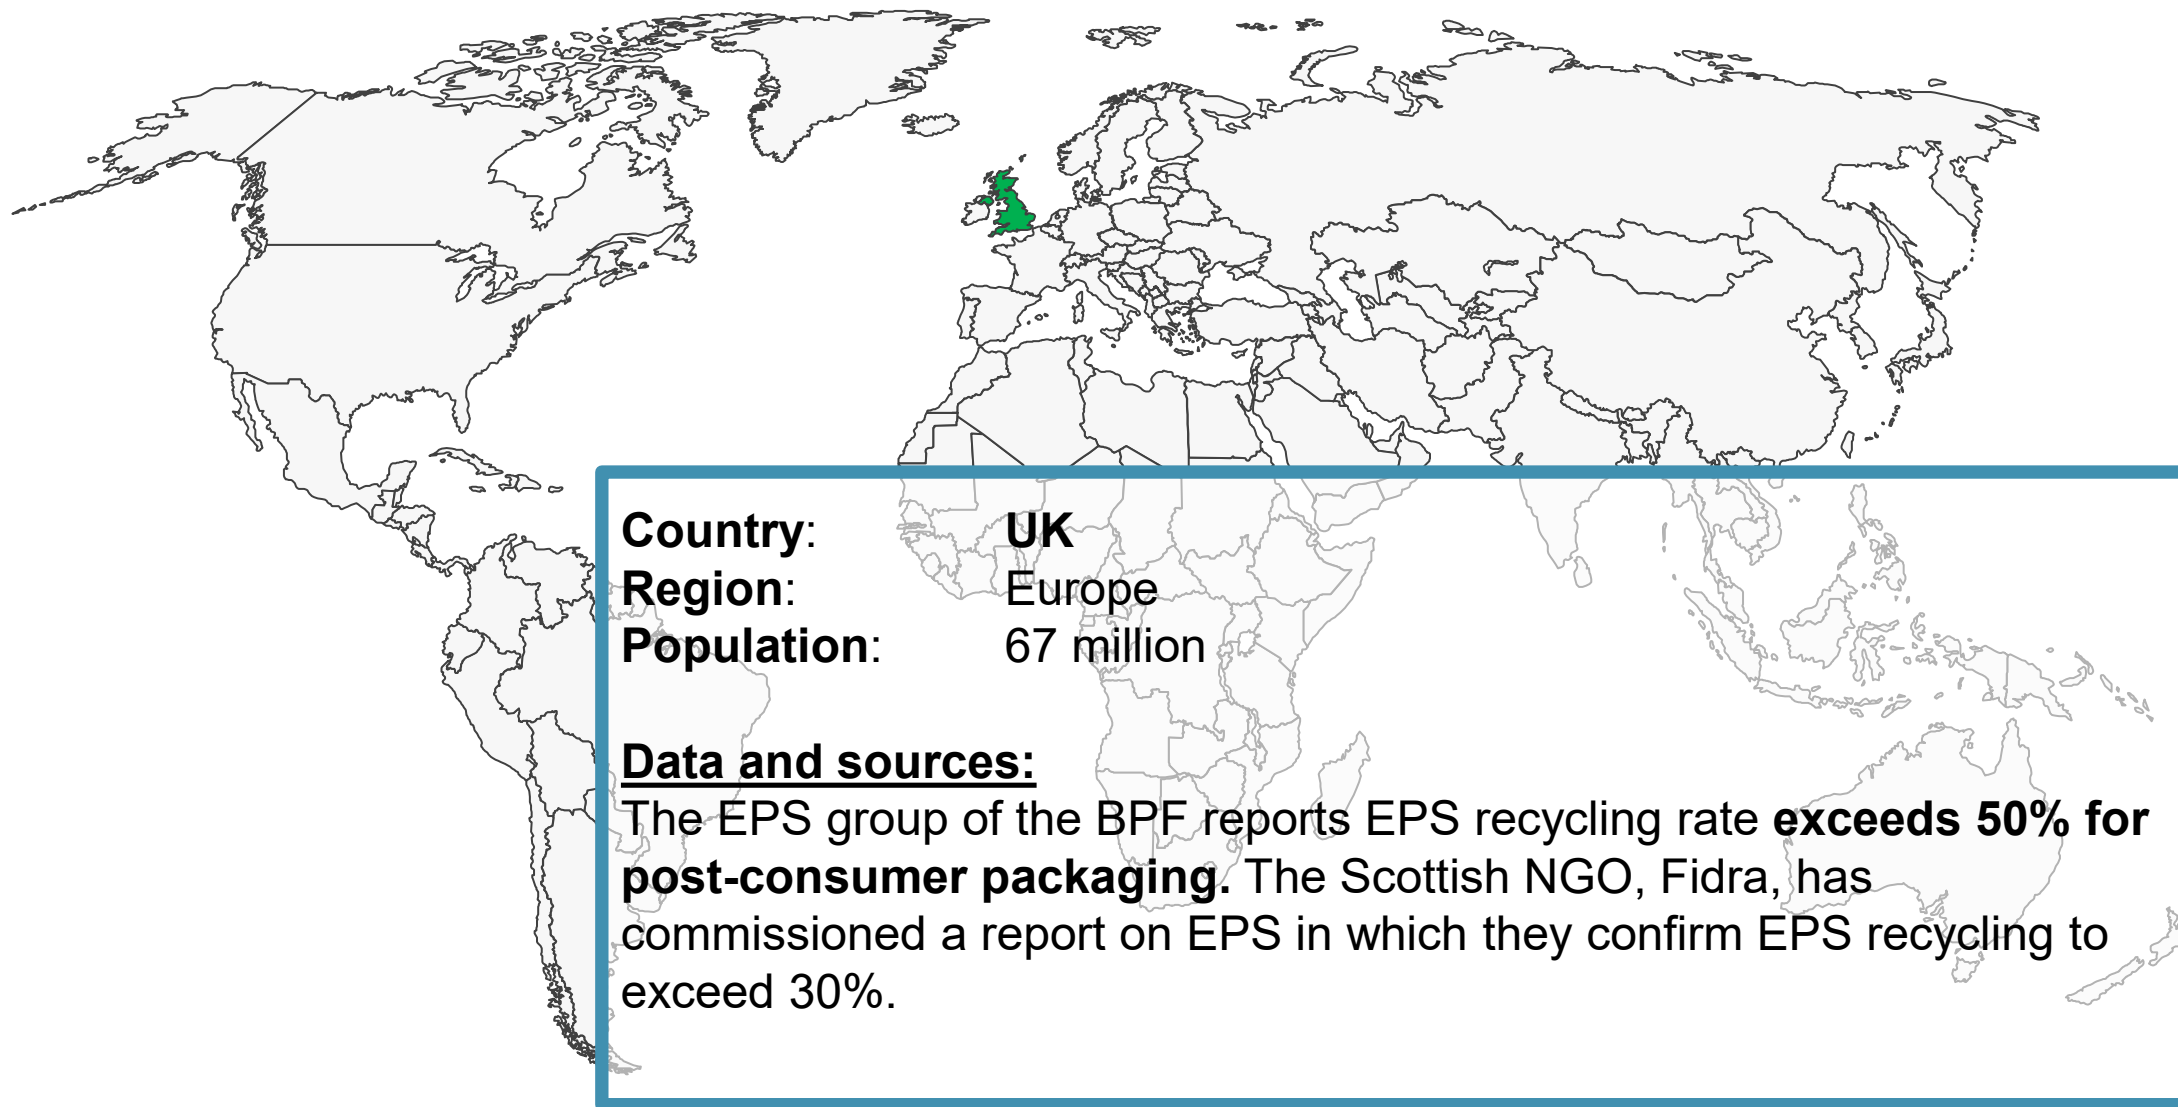 Country: UK
Region: Europe
Population: 67 million
Data and sources:
The EPS group of the BPF reports EPS recycling rate exceeds 50% for
post-consumer packaging. The Scottish NGO, Fidra, has
commissioned a report on EPS in which they confirm EPS recycling to
exceed 30%.